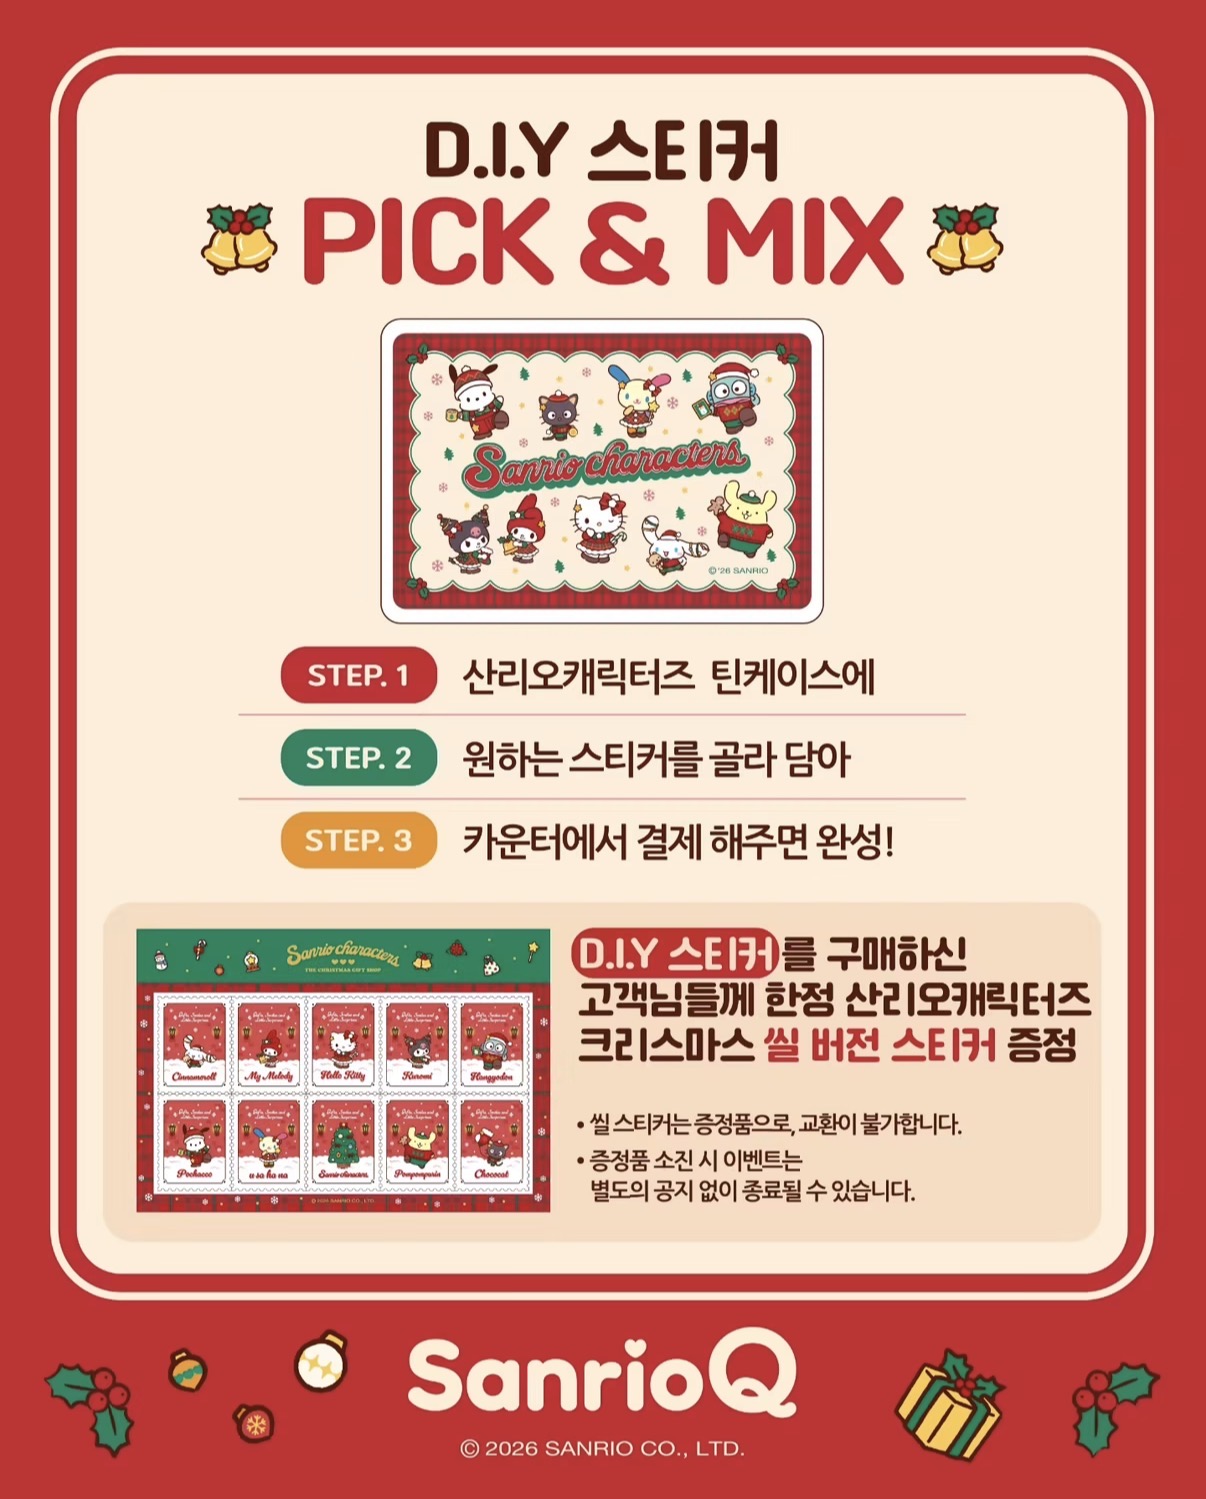 D.I.Y 스티커
PICK & MIX
Sanrio characters
© '26 SANRIO
STEP. 1 산리오캐릭터즈 틴케이스에
STEP. 2 원하는 스티커를 골라 담아
STEP. 3 카운터에서 결제 해주면 완성!
Sanrio characters
THE CHRISTMAS GIFT SHOP
Cinnamoroll My Melody Hello Kitty Kuromi Hangyodon
Pochacco u sa ha na Sanrio characters Pompompurin Chococat
D.I.Y 스티커를 구매하신
고객님들께 한정 산리오캐릭터즈
크리스마스 씰 버전 스티커 증정
• 씰 스티커는 증정품으로, 교환이 불가합니다.
• 증정품 소진 시 이벤트는
별도의 공지 없이 종료될 수 있습니다.
SanrioQ
© 2026 SANRIO CO., LTD.